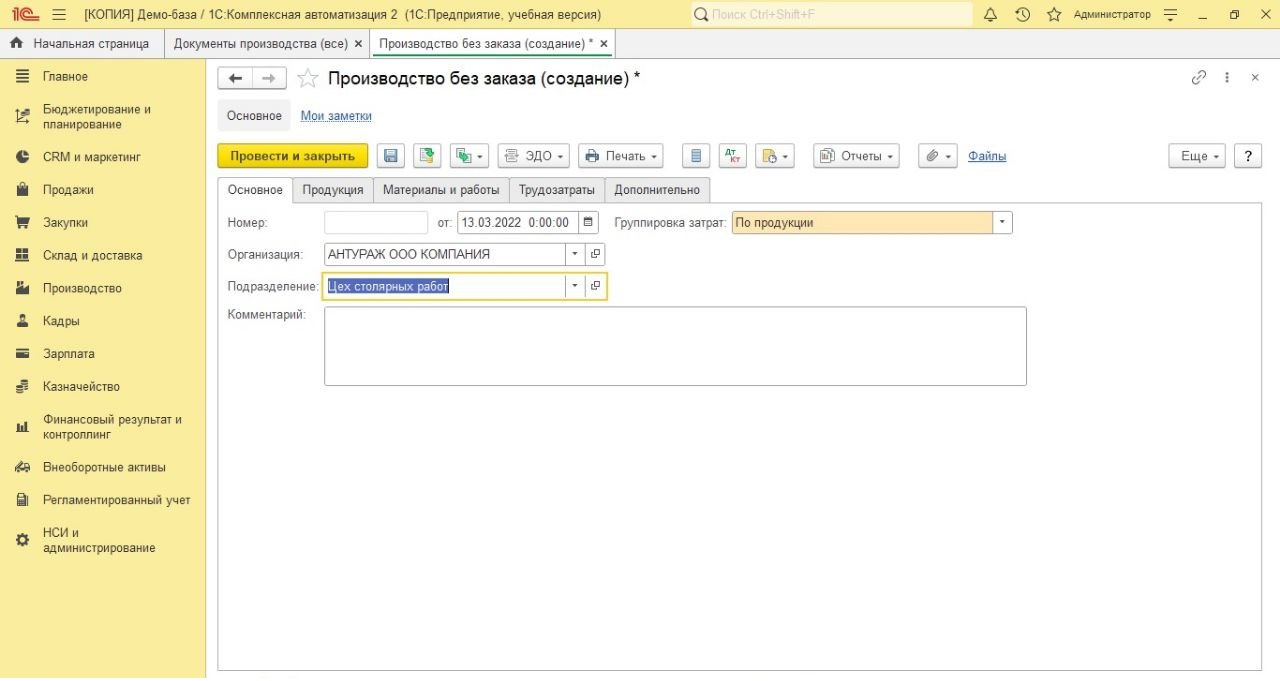 1С [КОПИЯ] Демо-база / 1С:Комплексная автоматизация 2 (1С:Предприятие, учебная версия) Поиск Ctrl+Shift+F Администратор
Начальная страница Документы производства (все) × Производство без заказа (создание) * ×
Главное
Бюджетирование и
планирование
CRM и маркетинг
Продажи
Закупки
Склад и доставка
Производство
Кадры
Зарплата
Казначейство
Финансовый результат и
контроллинг
Внеоборотные активы
Регламентированный учет
НСИ и
администрирование
Производство без заказа (создание) *
Основное Мои заметки
Провести и закрыть ЭДО Печать Дт Кт Отчеты Файлы Еще ?
Основное Продукция Материалы и работы Трудозатраты Дополнительно
Номер: от: 13.03.2022 0:00:00 Группировка затрат: По продукции
Организация: АНТУРАЖ ООО КОМПАНИЯ
Подразделение: Цех столярных работ
Комментарий: